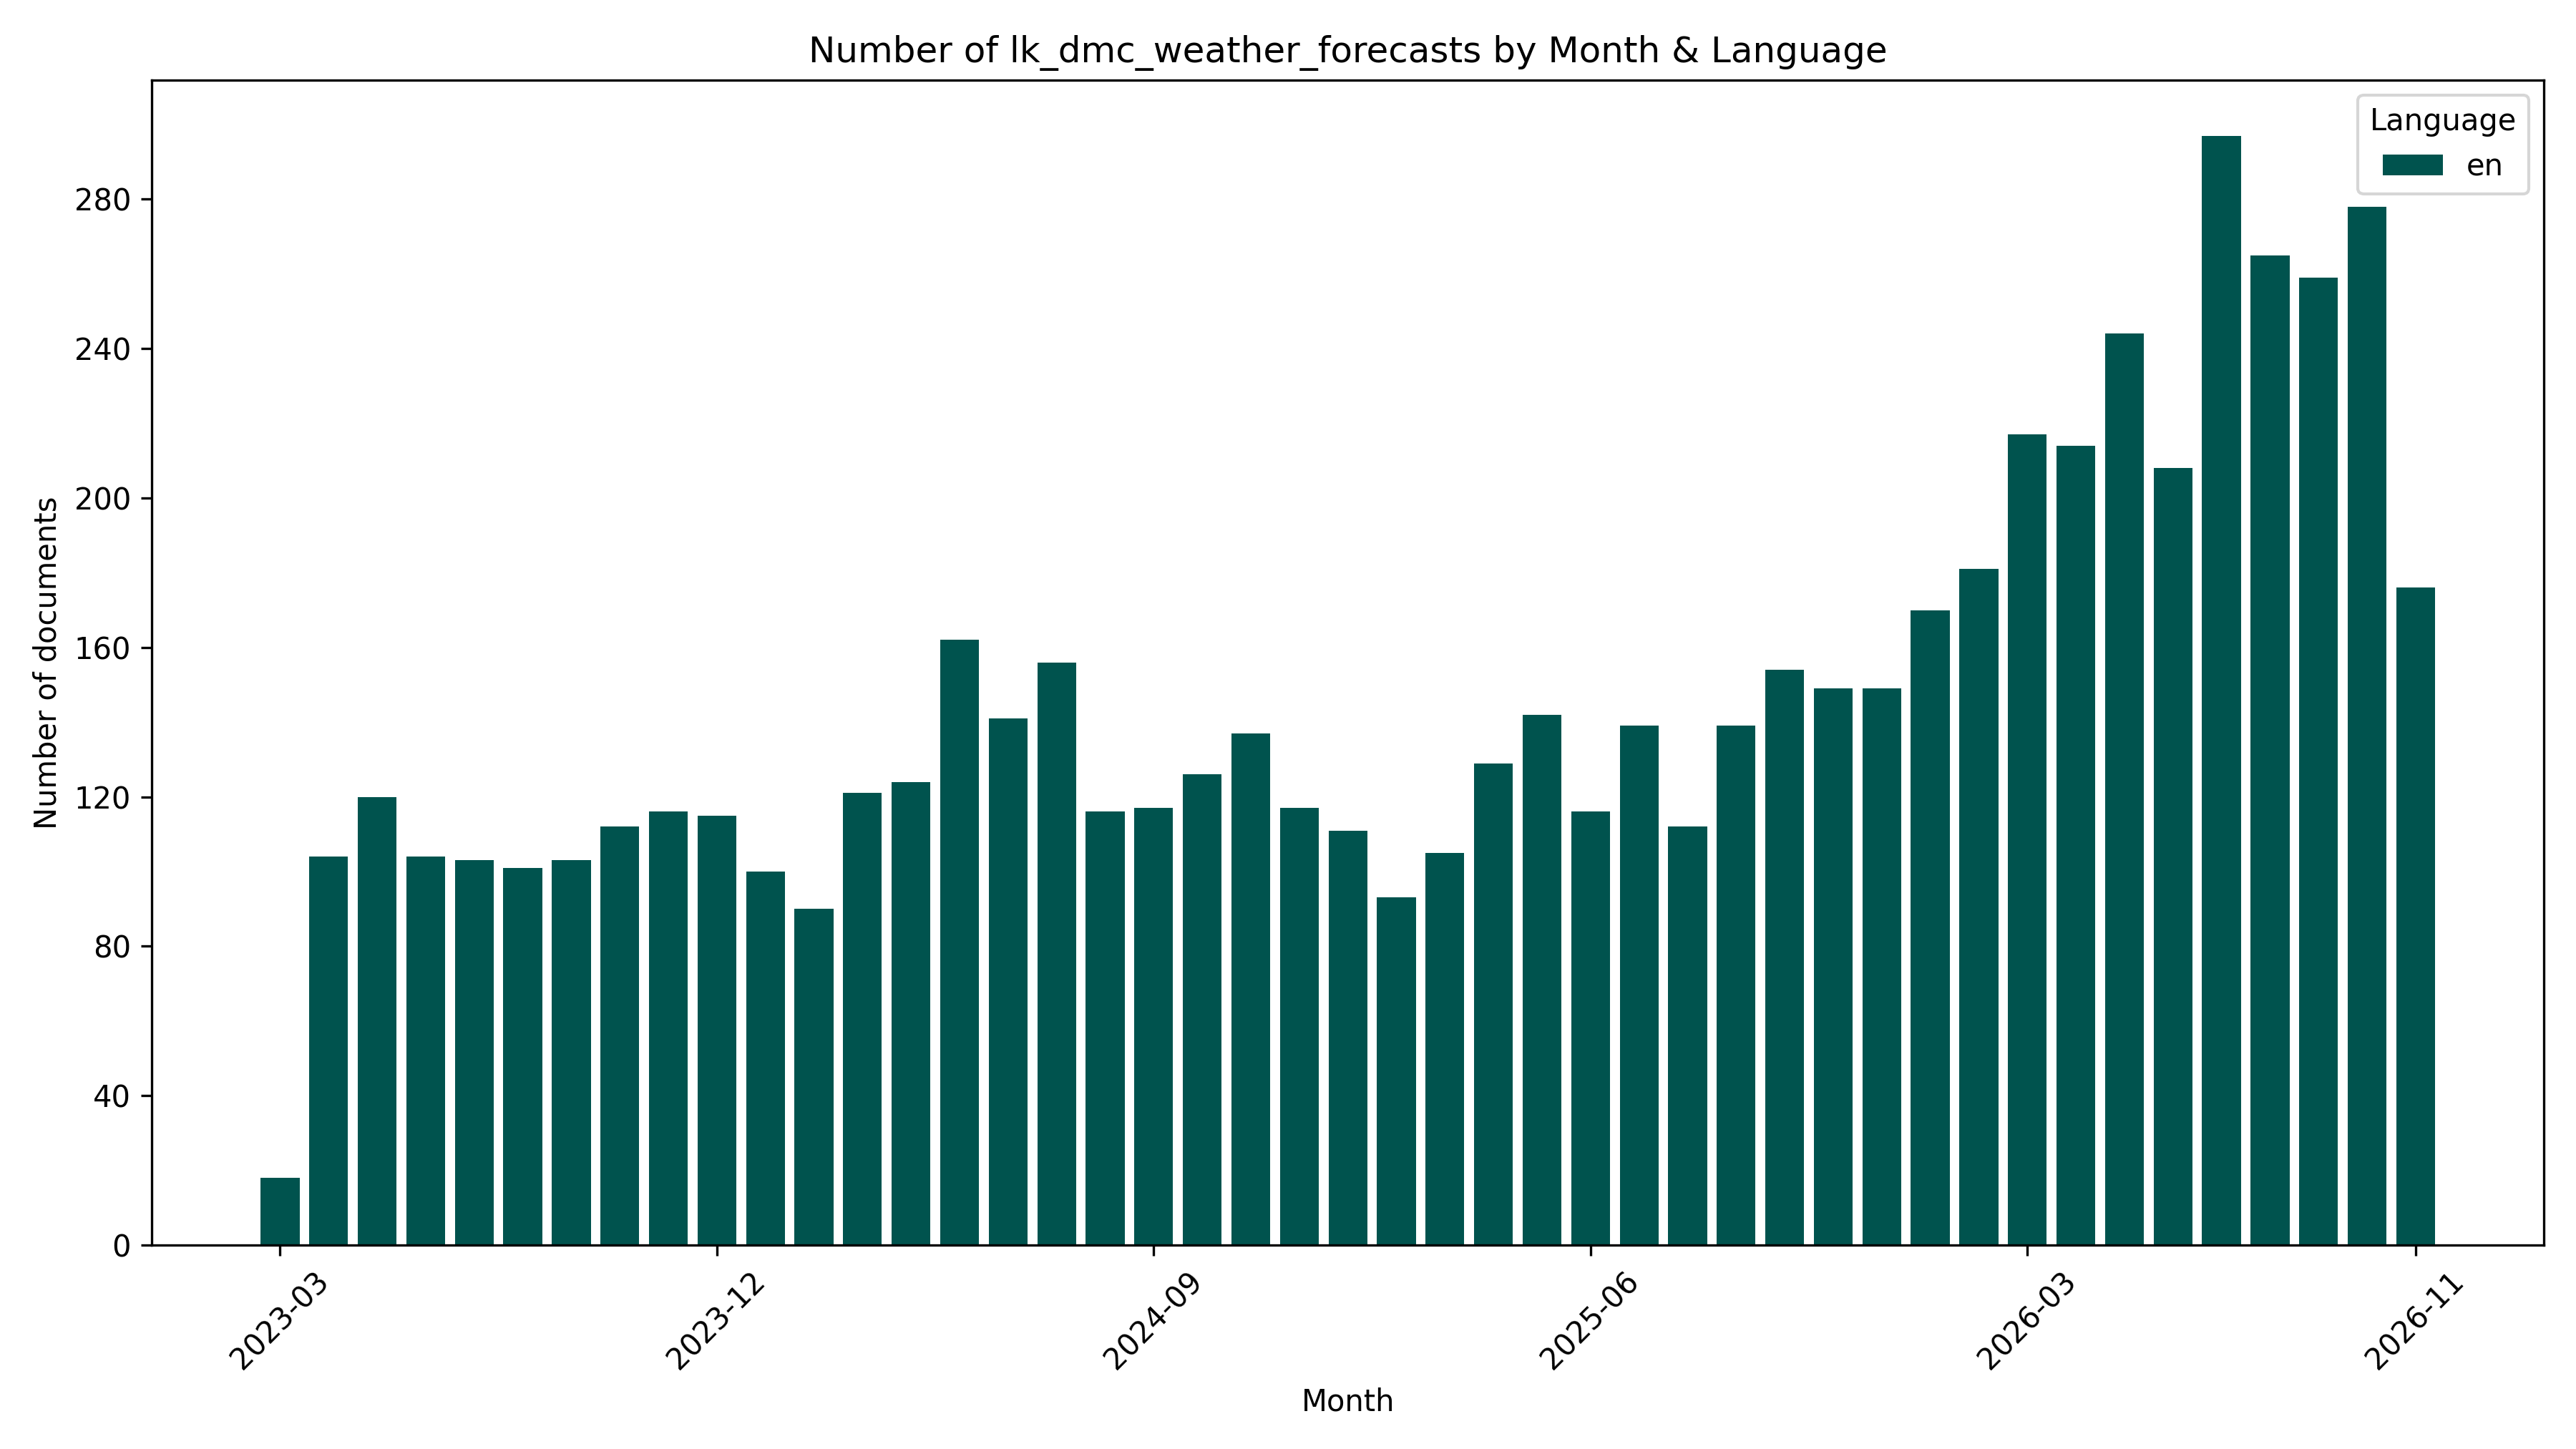 Number of lk_dmc_weather_forecasts by Month & Language
Language
en
280
240
200
160
120
80
40
0
Number of documents
2023-03
2023-12
2024-09
2025-06
2026-03
2026-11
Month